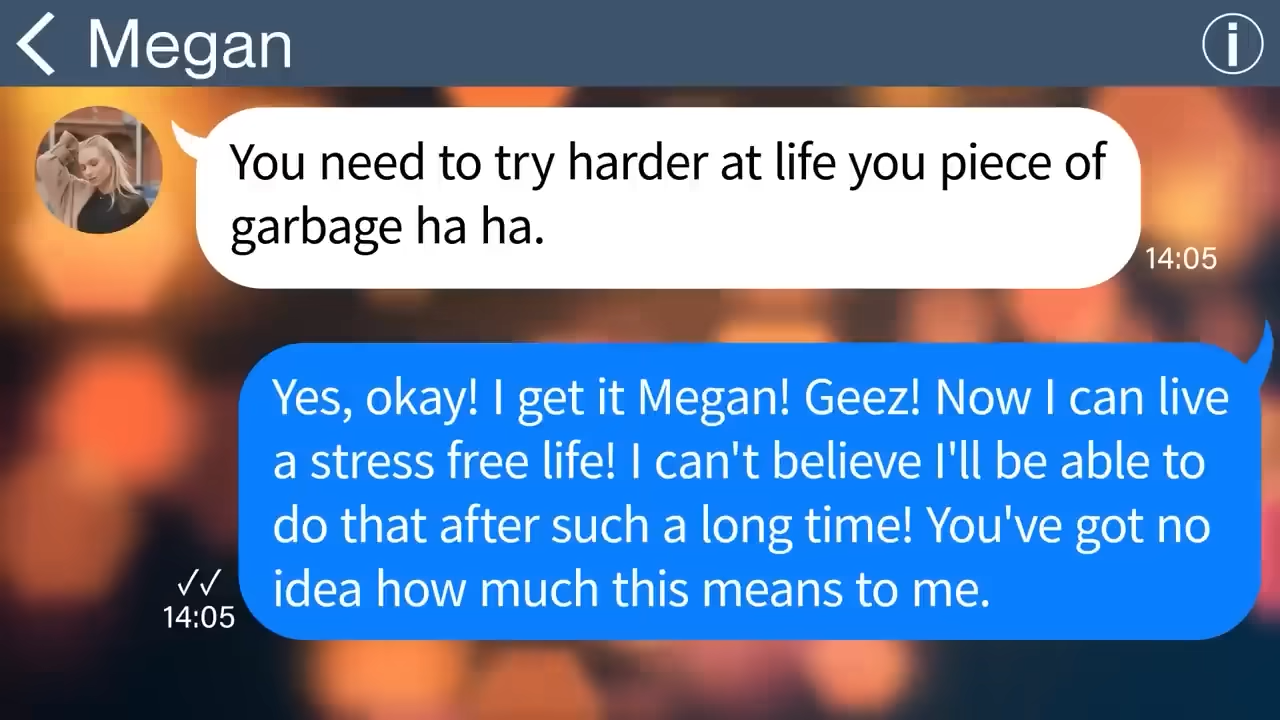 Megan
You need to try harder at life you piece of
garbage ha ha.
14:05
Yes, okay! I get it Megan! Geez! Now I can live
a stress free life! I can't believe I'll be able to
do that after such a long time! You've got no
idea how much this means to me.
14:05